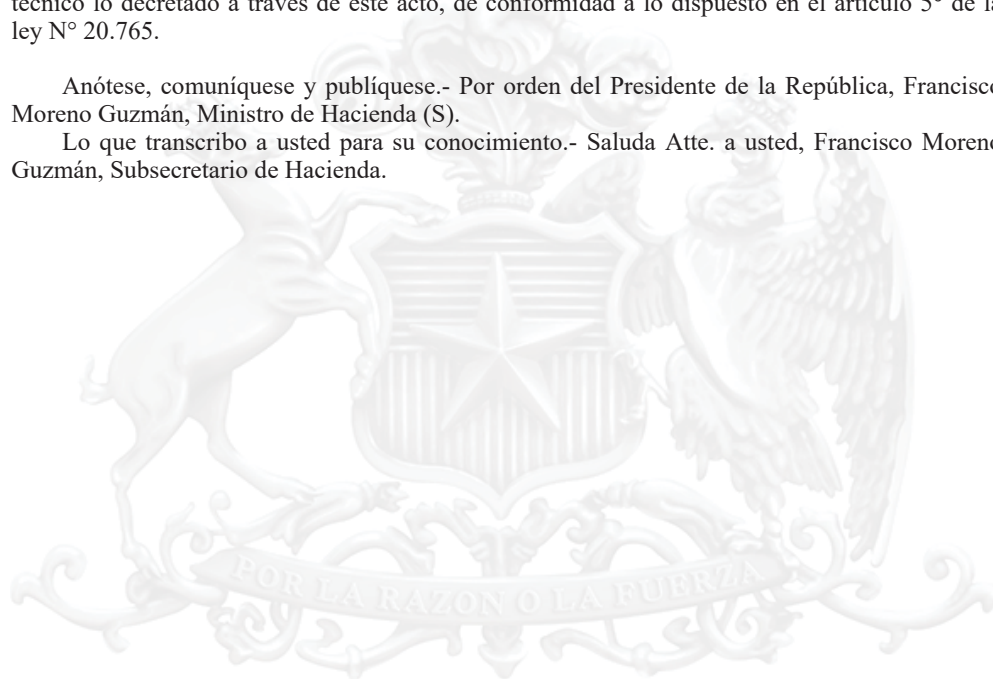 técnico lo decretado a través de este acto, de conformidad a lo dispuesto en el artículo 5° de la
ley N° 20.765.
Anótese, comuníquese y publíquese.- Por orden del Presidente de la República, Francisco
Moreno Guzmán, Ministro de Hacienda (S).
Lo que transcribo a usted para su conocimiento.- Saluda Atte. a usted, Francisco Moreno
Guzmán, Subsecretario de Hacienda.
POR LA RAZON O LA FUERZA